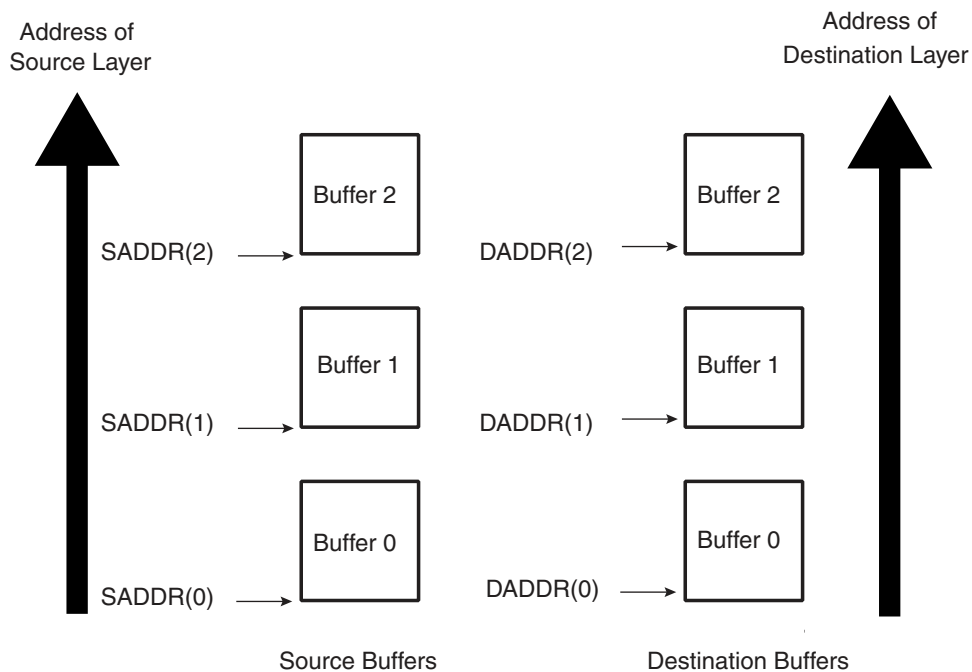 Address of
Source Layer
Address of
Destination Layer
Buffer 2
Buffer 2
SADDR(2)
DADDR(2)
Buffer 1
Buffer 1
SADDR(1)
DADDR(1)
Buffer 0
Buffer 0
SADDR(0)
DADDR(0)
Source Buffers
Destination Buffers